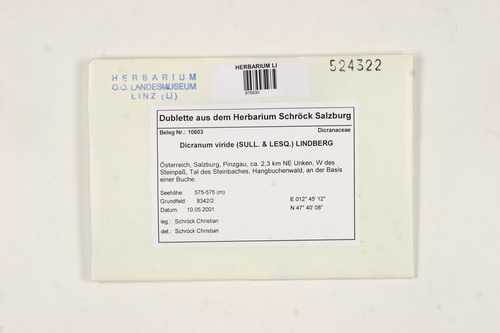 HERBARIUM
O.Ö. LANDESMUSEUM
LINZ (LI)
HERBARIUM LI
524322
Dublette aus dem Herbarium Schröck Salzburg
Beleg Nr.: 10603 Dicranaceae
Dicranum viride (SULL. & LESQ.) LINDBERG
Österreich, Salzburg, Pinzgau, ca. 2,3 km NE Unken, W des
Steinpaß, Tal des Steinbaches, Hangbuchenwald, an der Basis
einer Buche.
Seehöhe: 575-575 (m) E 012° 45' 12"
Grundfeld: 8342/2 N 47° 40' 08"
Datum: 10.05.2001
leg.: Schröck Christian
det.: Schröck Christian